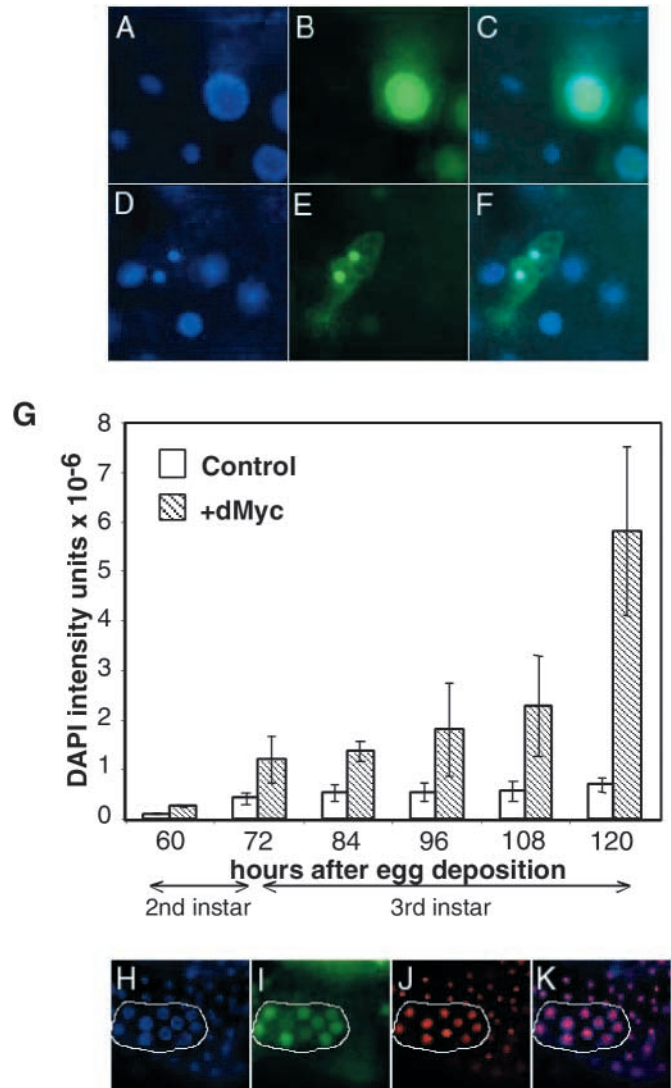 A B C
D E F
G
8
7
6
5
4
3
2
1
0
DAPI intensity units x 10-6
Control
+dMyc
60 72 84 96 108 120
hours after egg deposition
2nd instar 3rd instar
H I J K